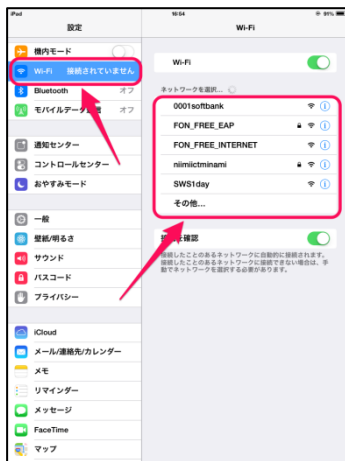 iPad
16:54
91%
設定
Wi-Fi
機内モード
Wi-Fi 接続されていません
Bluetooth オフ
モバイルデータ通信 オフ
通知センター
コントロールセンター
おやすみモード
一般
壁紙/明るさ
サウンド
パスコード
プライバシー
iCloud
メール/連絡先/カレンダー
メモ
リマインダー
メッセージ
FaceTime
マップ
Wi-Fi
ネットワークを選択...
0001softbank
FON_FREE_EAP
FON_FREE_INTERNET
niimiictminami
SWS1day
その他...
を確認
接続したことのあるネットワークに自動的に接続されます。
接続したことのあるネットワークに接続できない場合は、手
動でネットワークを選択する必要があります。